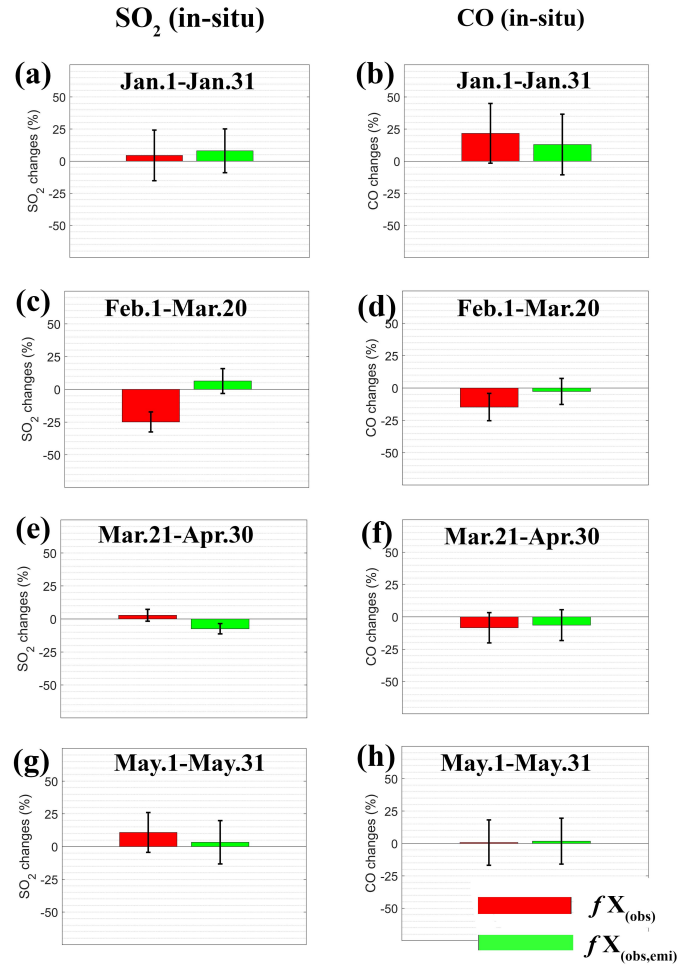 SO2 (in-situ)
CO (in-situ)
(a)
Jan.1-Jan.31
50
25
0
-25
-50
SO2 changes (%)
(b)
Jan.1-Jan.31
50
25
0
-25
-50
CO changes (%)
(c)
Feb.1-Mar.20
50
25
0
-25
-50
SO2 changes (%)
(d)
Feb.1-Mar.20
50
25
0
-25
-50
CO changes (%)
(e)
Mar.21-Apr.30
50
25
0
-25
-50
SO2 changes (%)
(f)
Mar.21-Apr.30
50
25
0
-25
-50
CO changes (%)
(g)
May.1-May.31
50
25
0
-25
-50
SO2 changes (%)
(h)
May.1-May.31
50
25
0
-25
-50
CO changes (%)
f X(obs)
f X(obs,emi)